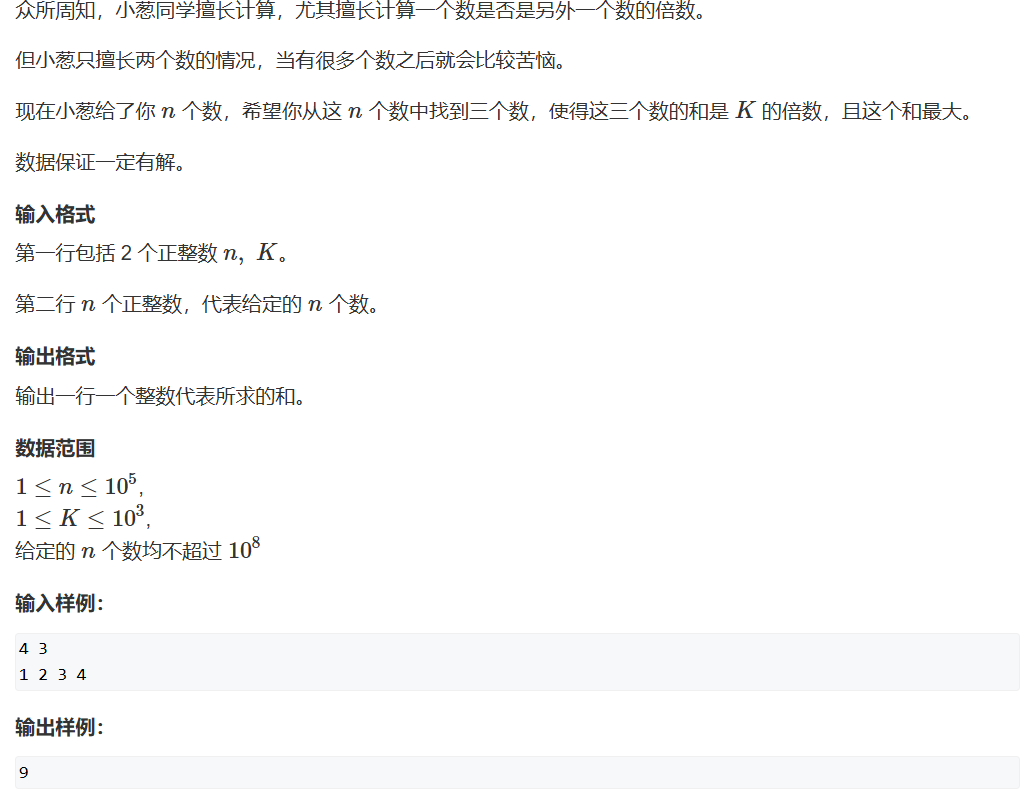 众所周知，小葱同学擅长计算，尤其擅长计算一个数是否是另外一个数的倍数。
但小葱只擅长两个数的情况，当有很多个数之后就会比较苦恼。
现在小葱给了你 n 个数，希望你从这 n 个数中找到三个数，使得这三个数的和是 K 的倍数，且这个和最大。
数据保证一定有解。
输入格式
第一行包括 2 个正整数 n, K。
第二行 n 个正整数，代表给定的 n 个数。
输出格式
输出一行一个整数代表所求的和。
数据范围
1 ≤ n ≤ 10^5,
1 ≤ K ≤ 10^3,
给定的 n 个数均不超过 10^8
输入样例：
4 3
1 2 3 4
输出样例：
9